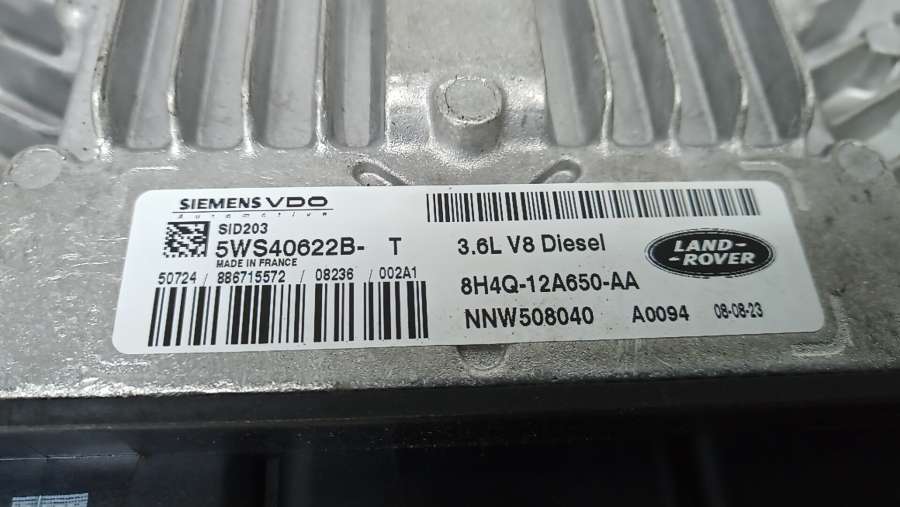 SIEMENS VDO
Automotive
SID203
5WS40622B- T
MADE IN FRANCE
50724 / 886715572 / 08236 / 002A1
3.6L V8 Diesel
LAND-
-ROVER
8H4Q-12A650-AA
NNW508040 A0094 08-08-23